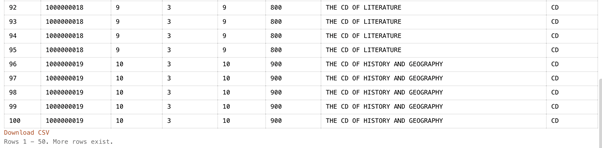 92 1000000018 9 3 9 800 THE CD OF LITERATURE CD
93 1000000018 9 3 9 800 THE CD OF LITERATURE CD
94 1000000018 9 3 9 800 THE CD OF LITERATURE CD
95 1000000018 9 3 9 800 THE CD OF LITERATURE CD
96 1000000019 10 3 10 900 THE CD OF HISTORY AND GEOGRAPHY CD
97 1000000019 10 3 10 900 THE CD OF HISTORY AND GEOGRAPHY CD
98 1000000019 10 3 10 900 THE CD OF HISTORY AND GEOGRAPHY CD
99 1000000019 10 3 10 900 THE CD OF HISTORY AND GEOGRAPHY CD
100 1000000019 10 3 10 900 THE CD OF HISTORY AND GEOGRAPHY CD
Download CSV
Rows 1 - 50. More rows exist.